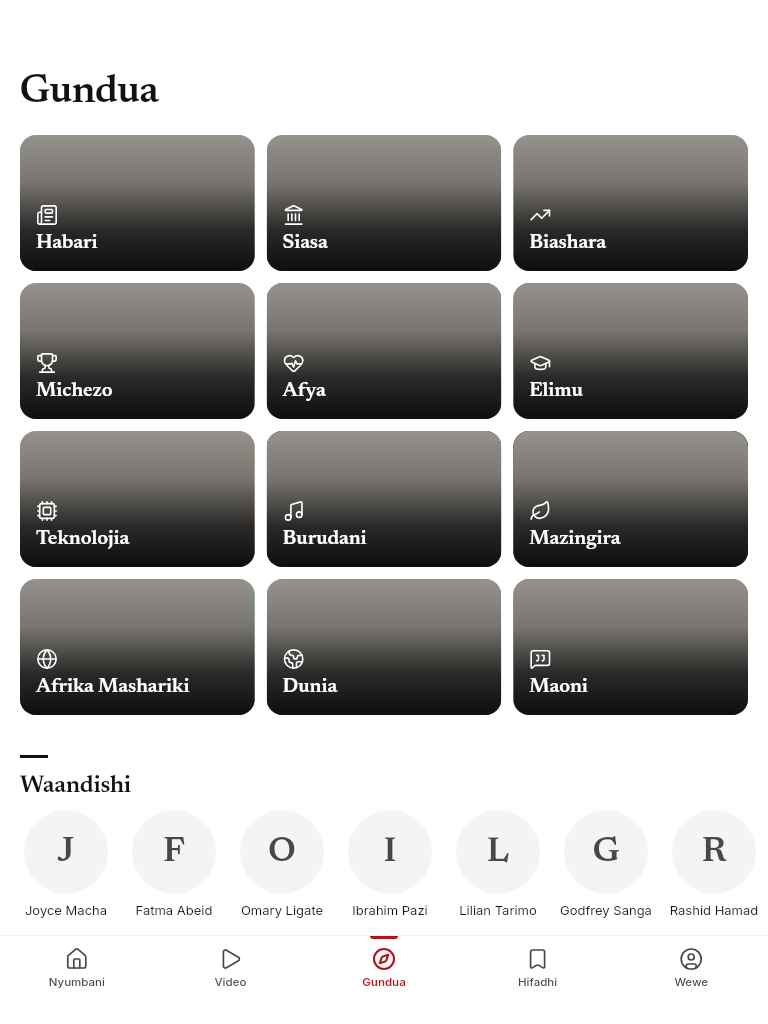 Gundua
Habari
Siasa
Biashara
Michezo
Afya
Elimu
Teknolojia
Burudani
Mazingira
Afrika Mashariki
Dunia
Maoni
Waandishi
J
F
O
I
L
G
R
Joyce Macha
Fatma Abeid
Omary Ligate
Ibrahim Pazi
Lilian Tarimo
Godfrey Sanga
Rashid Hamad
Nyumbani
Video
Gundua
Hifadhi
Wewe